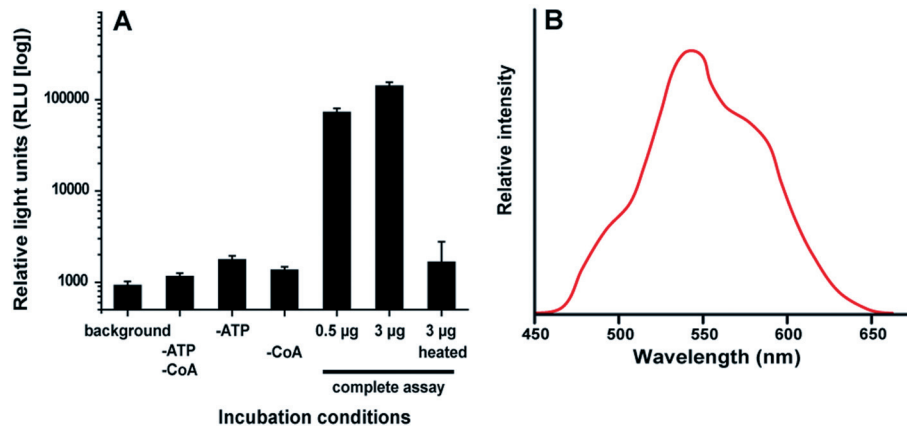 A
Relative light units (RLU [log])
100000
10000
1000
background
-ATP
-CoA
-ATP
-CoA
0.5 µg
3 µg
3 µg
heated
complete assay
Incubation conditions
B
Relative intensity
450
500
550
600
650
Wavelength (nm)